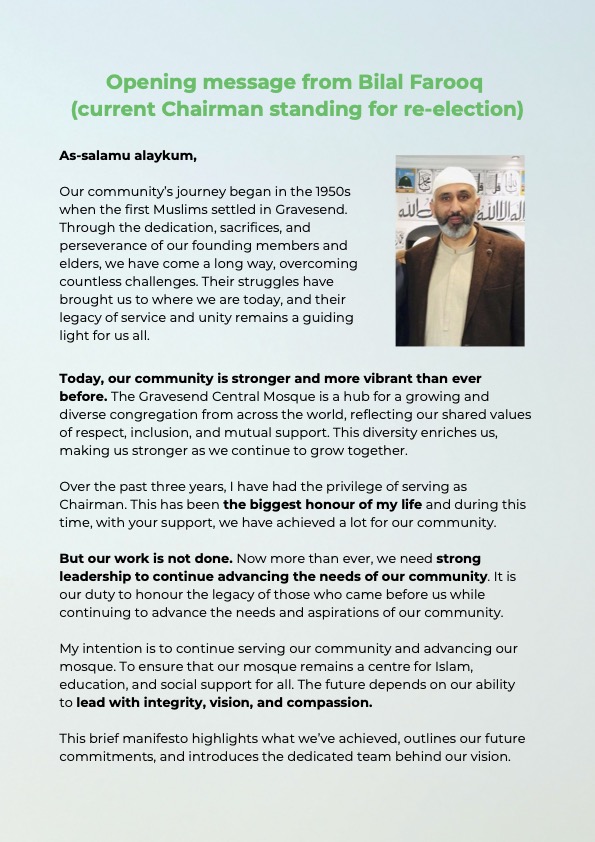 Opening message from Bilal Farooq
(current Chairman standing for re-election)
As-salamu alaykum,
Our community’s journey began in the 1950s
when the first Muslims settled in Gravesend.
Through the dedication, sacrifices, and
perseverance of our founding members and
elders, we have come a long way, overcoming
countless challenges. Their struggles have
brought us to where we are today, and their
legacy of service and unity remains a guiding
light for us all.
Today, our community is stronger and more vibrant than ever
before. The Gravesend Central Mosque is a hub for a growing and
diverse congregation from across the world, reflecting our shared values
of respect, inclusion, and mutual support. This diversity enriches us,
making us stronger as we continue to grow together.
Over the past three years, I have had the privilege of serving as
Chairman. This has been the biggest honour of my life and during this
time, with your support, we have achieved a lot for our community.
But our work is not done. Now more than ever, we need strong
leadership to continue advancing the needs of our community. It is
our duty to honour the legacy of those who came before us while
continuing to advance the needs and aspirations of our community.
My intention is to continue serving our community and advancing our
mosque. To ensure that our mosque remains a centre for Islam,
education, and social support for all. The future depends on our ability
to lead with integrity, vision, and compassion.
This brief manifesto highlights what we’ve achieved, outlines our future
commitments, and introduces the dedicated team behind our vision.